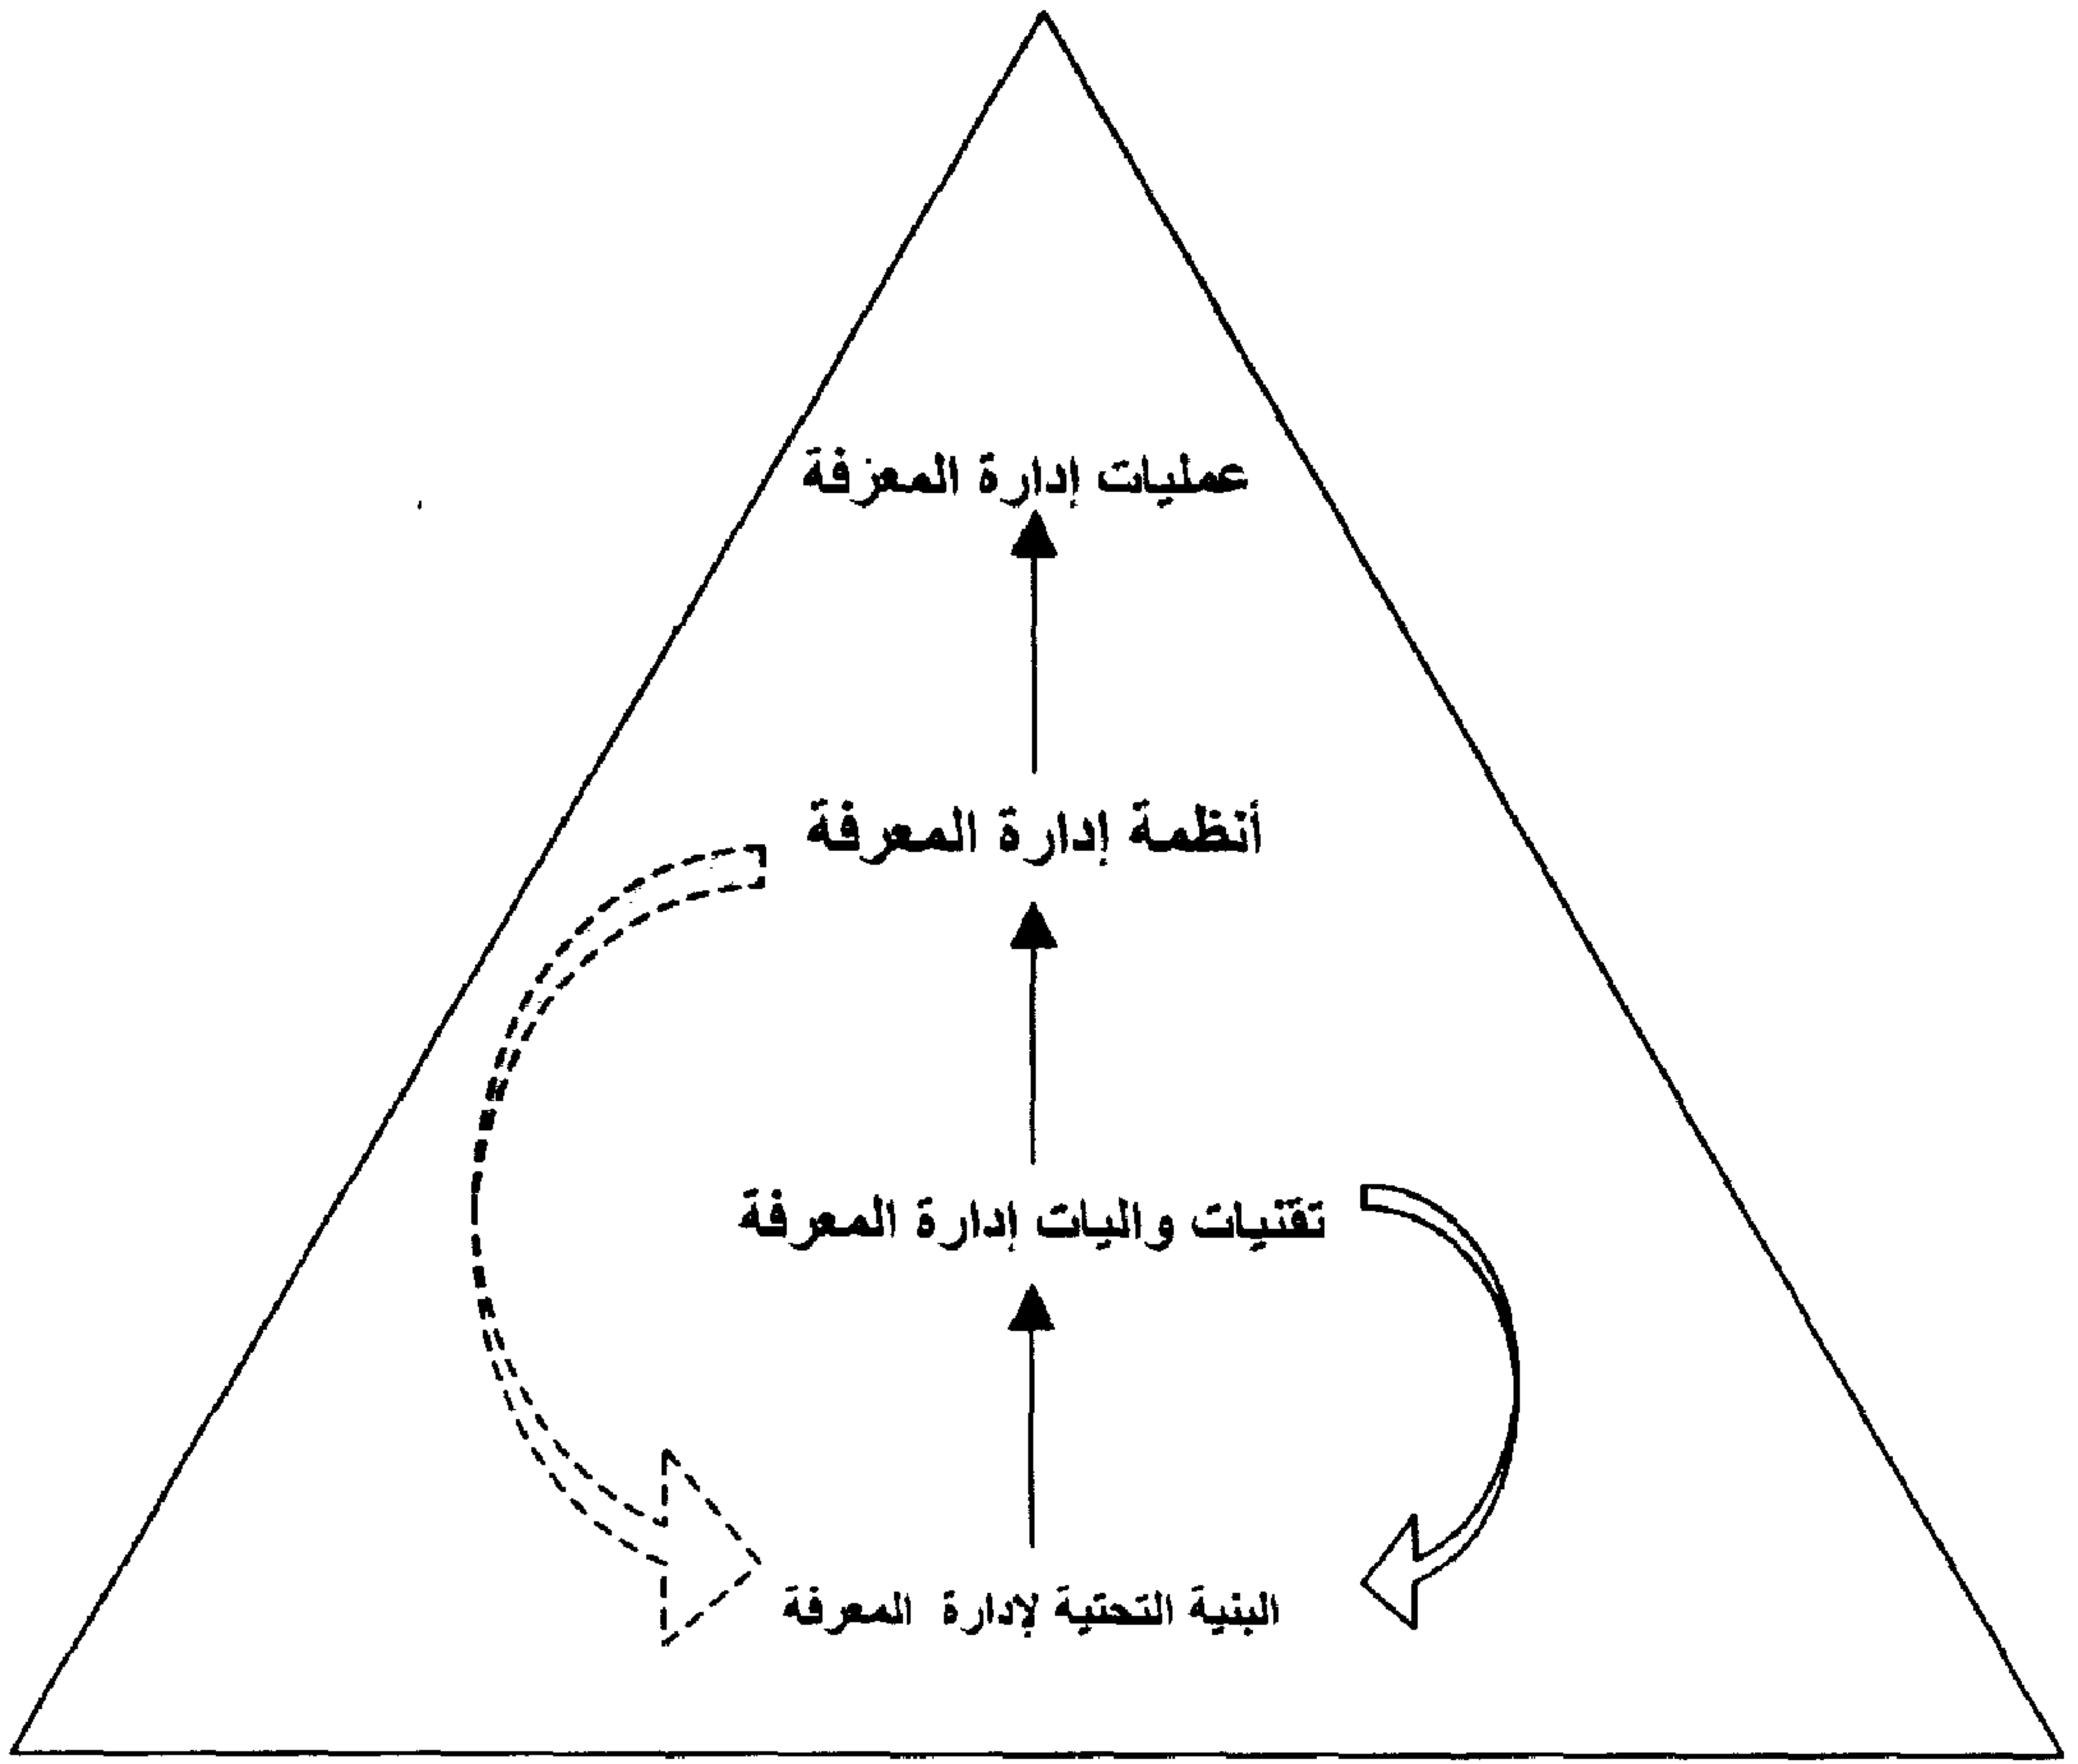 عمليات إدارة المعرفة
أنظمة إدارة المعرفة
تقنيات واليات إدارة المعرفة
البنية التحتية لإدارة المعرفة